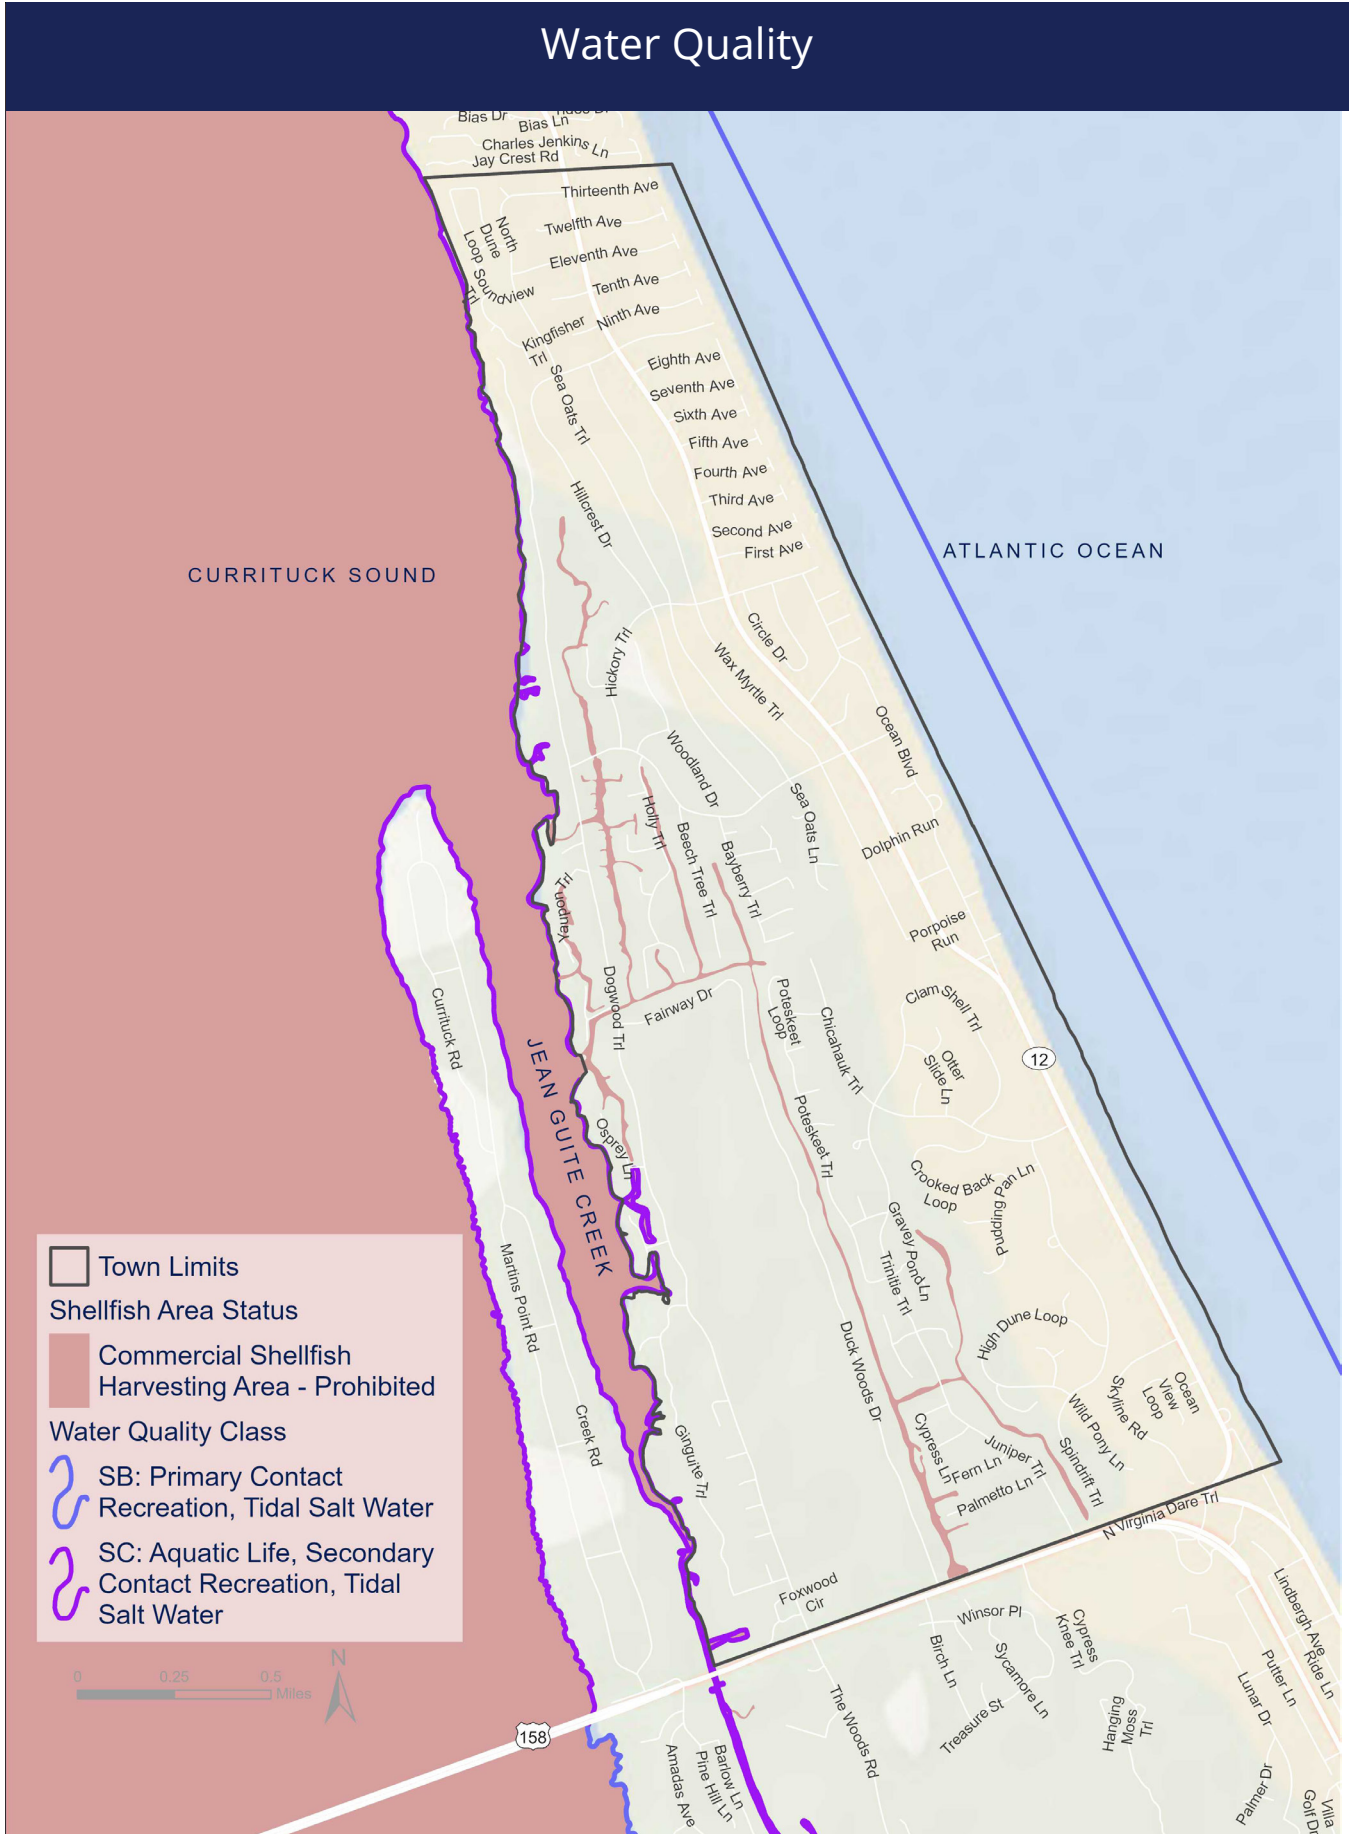 Water Quality
Bias Dr
Bias Ln
Charles Jenkins Ln
Jay Crest Rd
Thirteenth Ave
Twelfth Ave
North
Dune
Loop
Trl
Soundview
Eleventh Ave
Tenth Ave
Ninth Ave
Kingfisher
Trl
Sea Oats Trl
Eighth Ave
Seventh Ave
Sixth Ave
Fifth Ave
Fourth Ave
Third Ave
Second Ave
First Ave
Hillcrest Dr
ATLANTIC OCEAN
CURRITUCK SOUND
Hickory Trl
Circle Dr
Wax Myrtle Trl
Ocean Blvd
Woodland Dr
Sea Oats Ln
Holly Trl
Beech Tree Trl
Bayberry Trl
Dolphin Run
Yaupon Trl
Porpoise
Run
Dogwood Trl
Fairway Dr
Poteskeet
Loop
Chicahauk Trl
Clam Shell Trl
Otter
Slide Ln
12
Currituck Rd
JEAN GUITE CREEK
Osprey Ln
Poteskeet Trl
Crooked Back
Loop
Pudding Pan Ln
Gravey Pond Ln
Trinitie Trl
High Dune Loop
Martins Point Rd
Duck Woods Dr
Ocean
View
Loop
Skyline Rd
Wild Pony Ln
Spindrift Trl
Creek Rd
Ginguite Trl
Cypress Ln
Fern Ln
Juniper Trl
Palmetto Ln
N Virginia Dare Trl
Foxwood
Cir
Winsor Pl
Birch Ln
Sycamore Ln
Cypress
Knee Trl
Treasure St
Hanging
Moss
Trl
Lindbergh Ave
Ride Ln
Putter Ln
Lunar Dr
Palmer Dr
Villa
Golf Dr
The Woods Rd
158
Amadas Ave
Pine Hill Ln
Barlow Ln
Town Limits
Shellfish Area Status
Commercial Shellfish
Harvesting Area - Prohibited
Water Quality Class
SB: Primary Contact
Recreation, Tidal Salt Water
SC: Aquatic Life, Secondary
Contact Recreation, Tidal
Salt Water
N
0 0.25 0.5
Miles